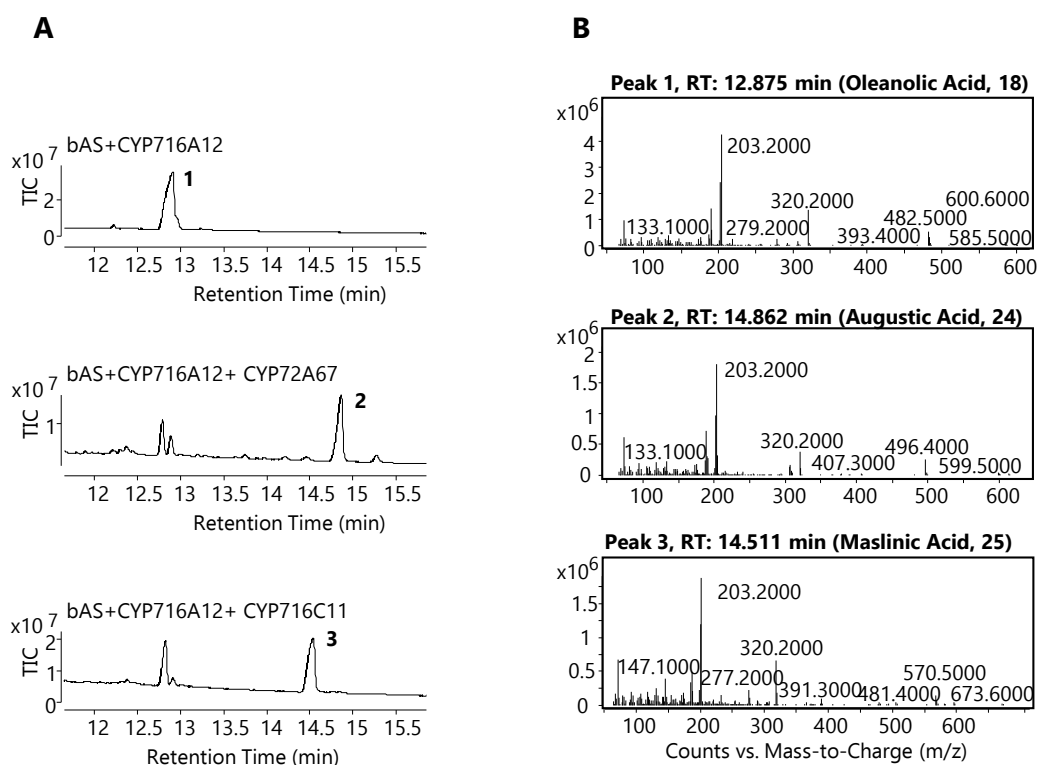 A
bAS+CYP716A12
x10 7
TIC
2
0
1
12 12.5 13 13.5 14 14.5 15 15.5
Retention Time (min)
bAS+CYP716A12+ CYP72A67
x10 7
TIC
1
2
12 12.5 13 13.5 14 14.5 15 15.5
Retention Time (min)
bAS+CYP716A12+ CYP716C11
x10 7
TIC
2
1
0
3
12 12.5 13 13.5 14 14.5 15 15.5
Retention Time (min)
B
Peak 1, RT: 12.875 min (Oleanolic Acid, 18)
x10 6
4
3
2
1
0
203.2000
600.6000
320.2000
482.5000
133.1000 279.2000 393.4000 585.5000
100 200 300 400 500 600
Peak 2, RT: 14.862 min (Augustic Acid, 24)
x10 6
2
1.5
1
0.5
0
203.2000
320.2000 496.4000
133.1000 407.3000 599.5000
100 200 300 400 500 600
Peak 3, RT: 14.511 min (Maslinic Acid, 25)
x10 6
1.5
1
0.5
0
203.2000
320.2000
570.5000
147.1000 277.2000 391.3000 481.4000 673.6000
100 200 300 400 500 600
Counts vs. Mass-to-Charge (m/z)